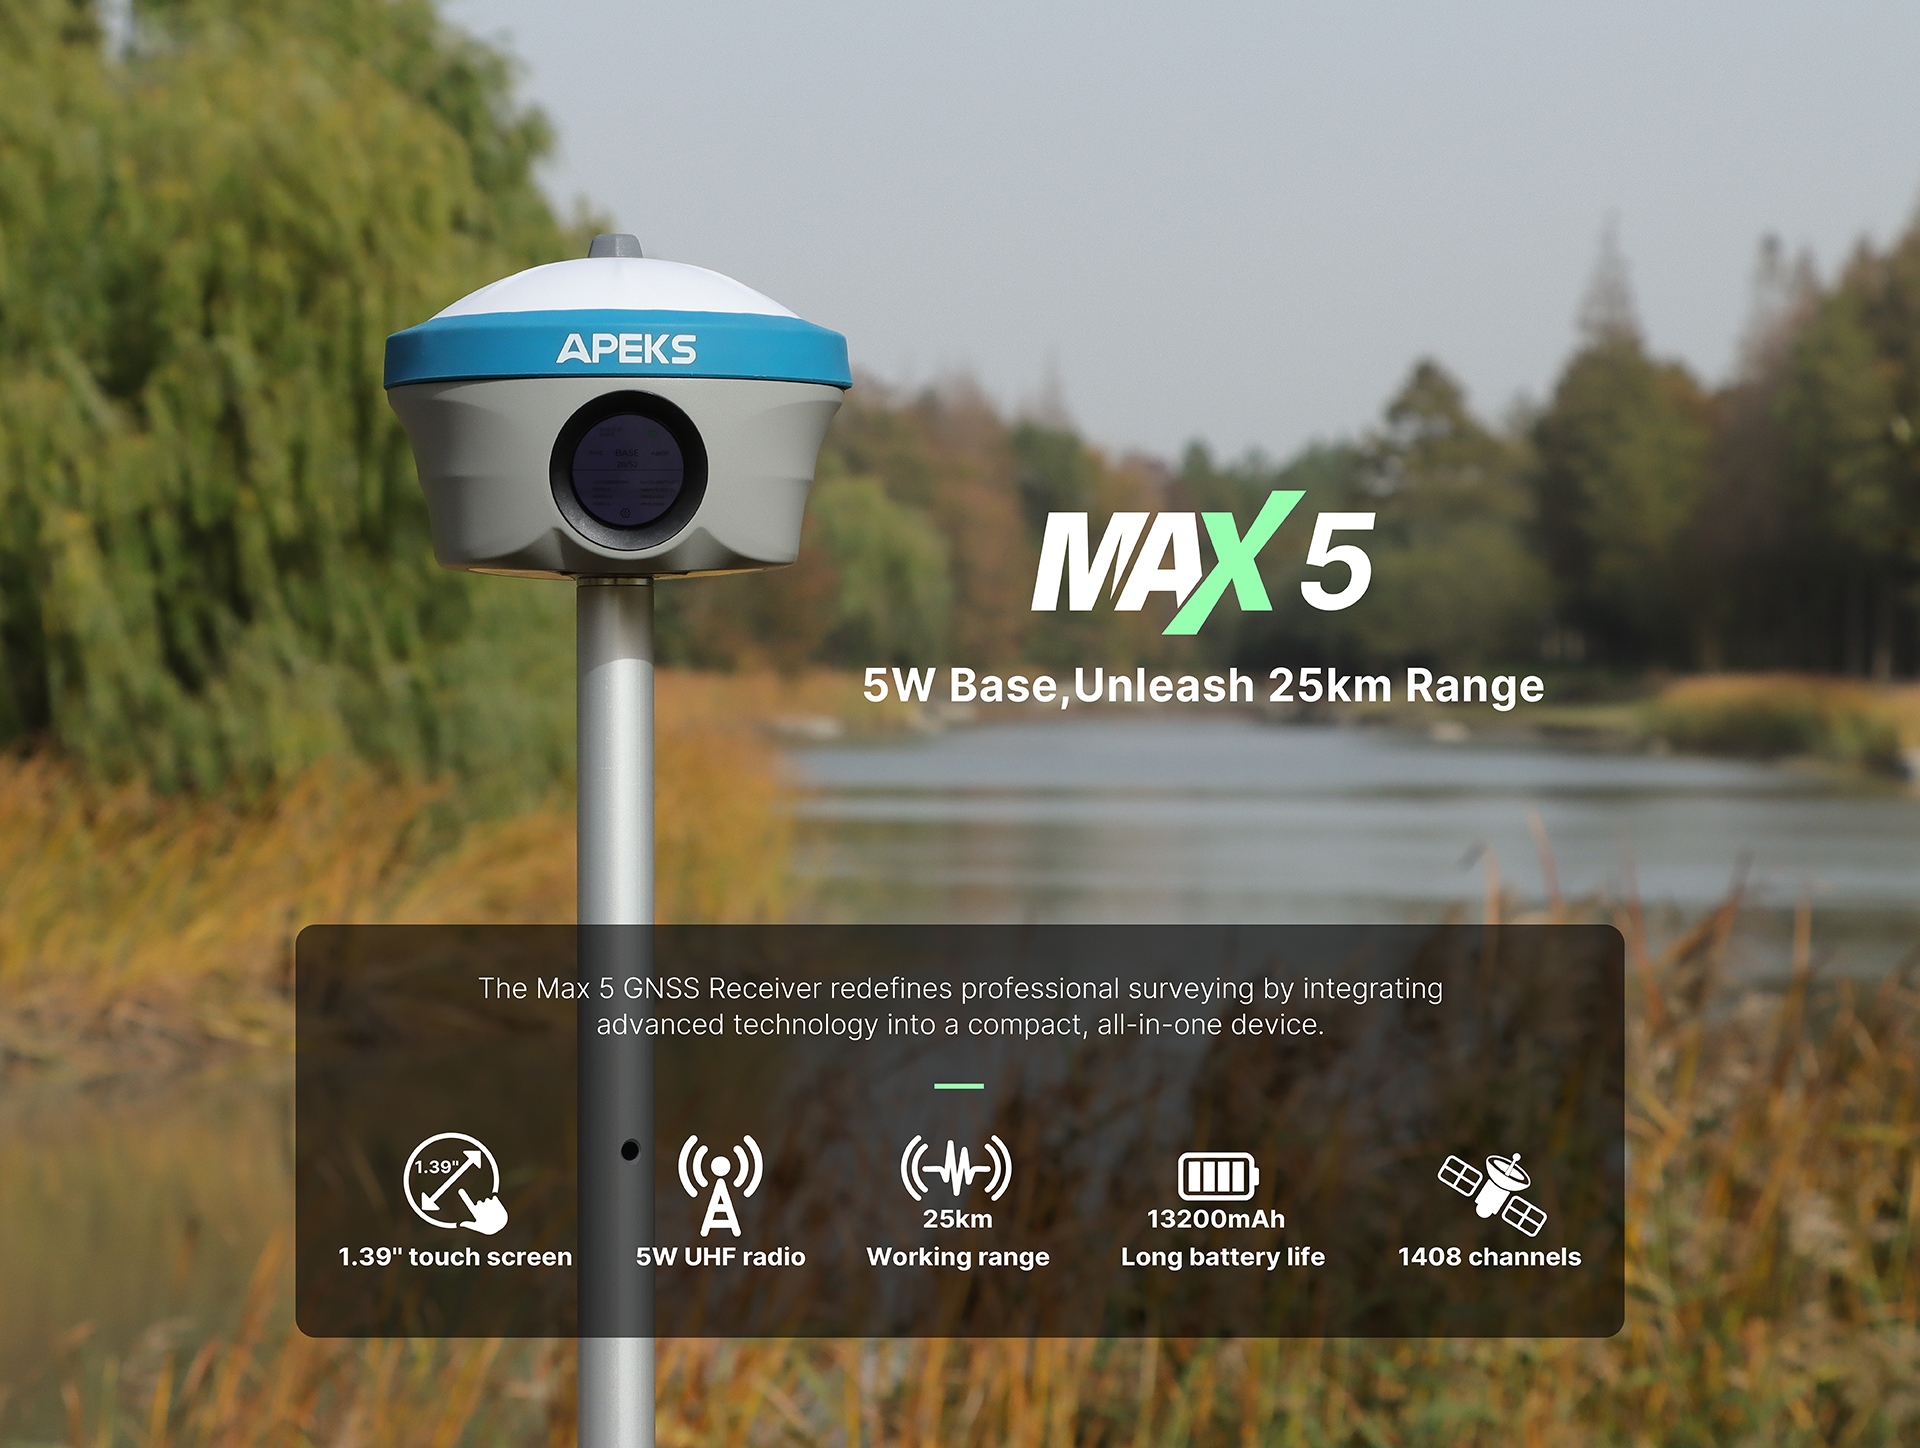 APEKS
BASE
MAX 5
5W Base,Unleash 25km Range
The Max 5 GNSS Receiver redefines professional surveying by integrating
advanced technology into a compact, all-in-one device.
1.39"
25km
13200mAh
1.39" touch screen
5W UHF radio
Working range
Long battery life
1408 channels